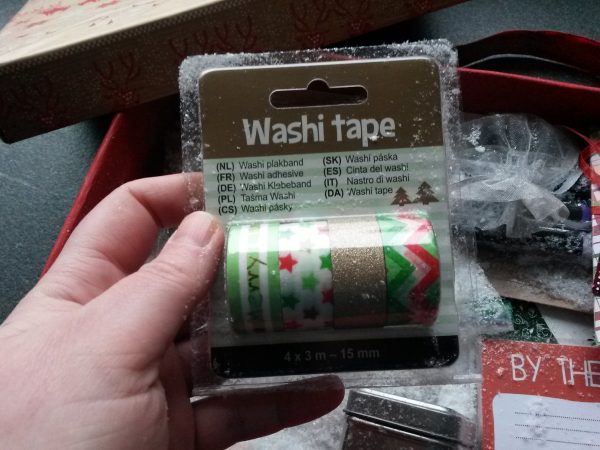 Washi tape
(NL) Washi plakband
(FR) Washi adhesive
(DE) Washi Klebeband
(PL) Taśma Washi
(CS) Washi pásky
(SK) Washi páska
(ES) Cinta del washi
(IT) Nastro di washi
(DA) Washi tape
Merry
4 x 3 m – 15 mm
BY THE